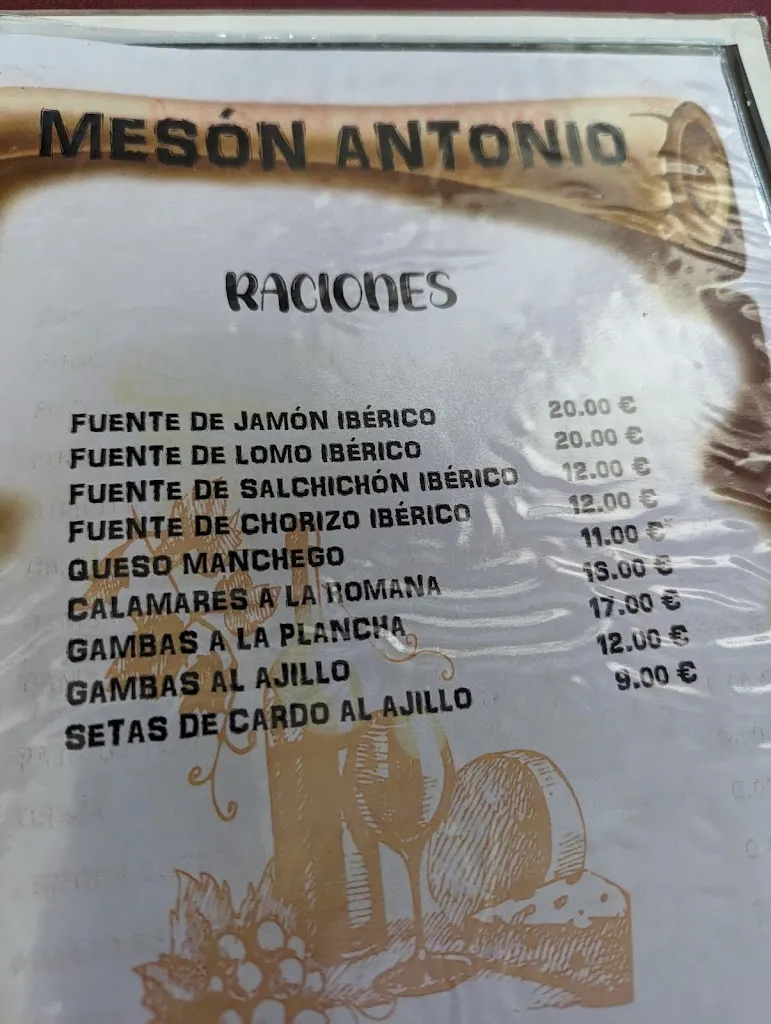 MESÓN ANTONIO
RACIONES
FUENTE DE JAMÓN IBÉRICO 20.00 €
FUENTE DE LOMO IBÉRICO 20.00 €
FUENTE DE SALCHICHÓN IBÉRICO 12.00 €
FUENTE DE CHORIZO IBÉRICO 12.00 €
QUESO MANCHEGO 11.00 €
CALAMARES A LA ROMANA €
GAMBAS A LA PLANCHA 17.00 €
GAMBAS AL AJILLO 12.00 €
SETAS DE CARDO AL AJILLO 9.00 €